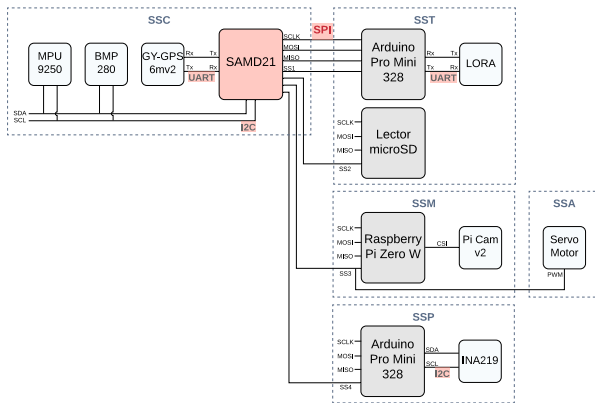 SSC
MPU
9250
BMP
280
GY-GPS
6mv2
Rx Tx
Tx Rx
UART
SAMD21
SDA
SCL
I2C
SCLK
MOSI
MISO
SS1
SPI
SST
Arduino
Pro Mini
328
Rx Tx
Tx Rx
UART
LORA
SCLK
MOSI
MISO
SS2
Lector
microSD
SSM
SCLK
MOSI
MISO
SS3
Raspberry
Pi Zero W
CSI
Pi Cam
v2
SSA
Servo
Motor
PWM
SSP
SCLK
MOSI
MISO
SS4
Arduino
Pro Mini
328
SDA
SCL
I2C
INA219